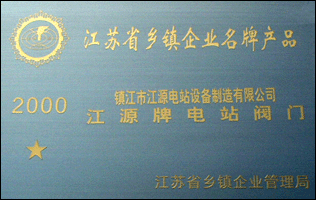 江苏省乡镇企业名牌产品
2000
镇江市江源电站设备制造有限公司
江源牌电站阀门
江苏省乡镇企业管理局